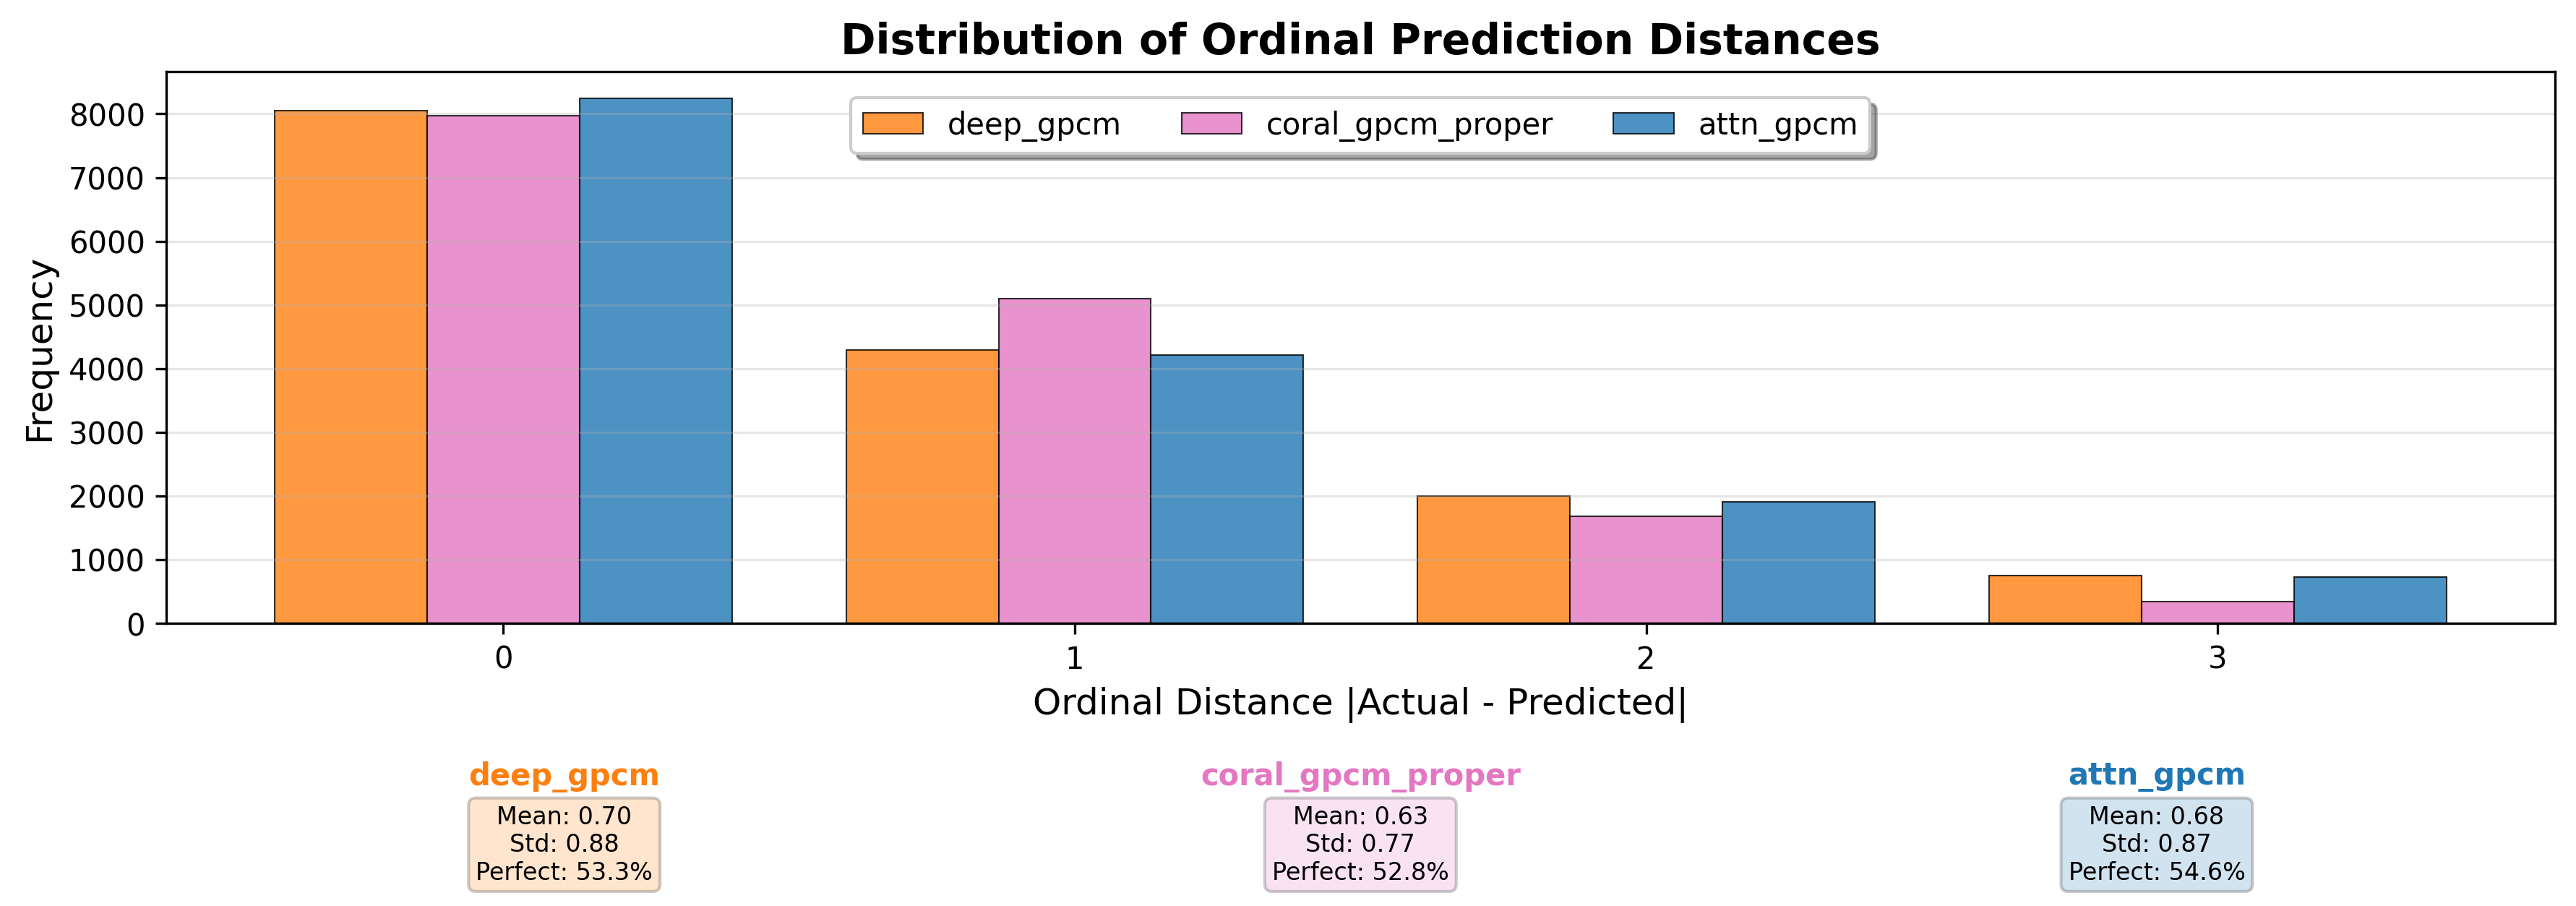 Distribution of Ordinal Prediction Distances
deep_gpcm
coral_gpcm_proper
attn_gpcm
Frequency
8000
7000
6000
5000
4000
3000
2000
1000
0
0 1 2 3
Ordinal Distance |Actual - Predicted|
deep_gpcm
Mean: 0.70
Std: 0.88
Perfect: 53.3%
coral_gpcm_proper
Mean: 0.63
Std: 0.77
Perfect: 52.8%
attn_gpcm
Mean: 0.68
Std: 0.87
Perfect: 54.6%